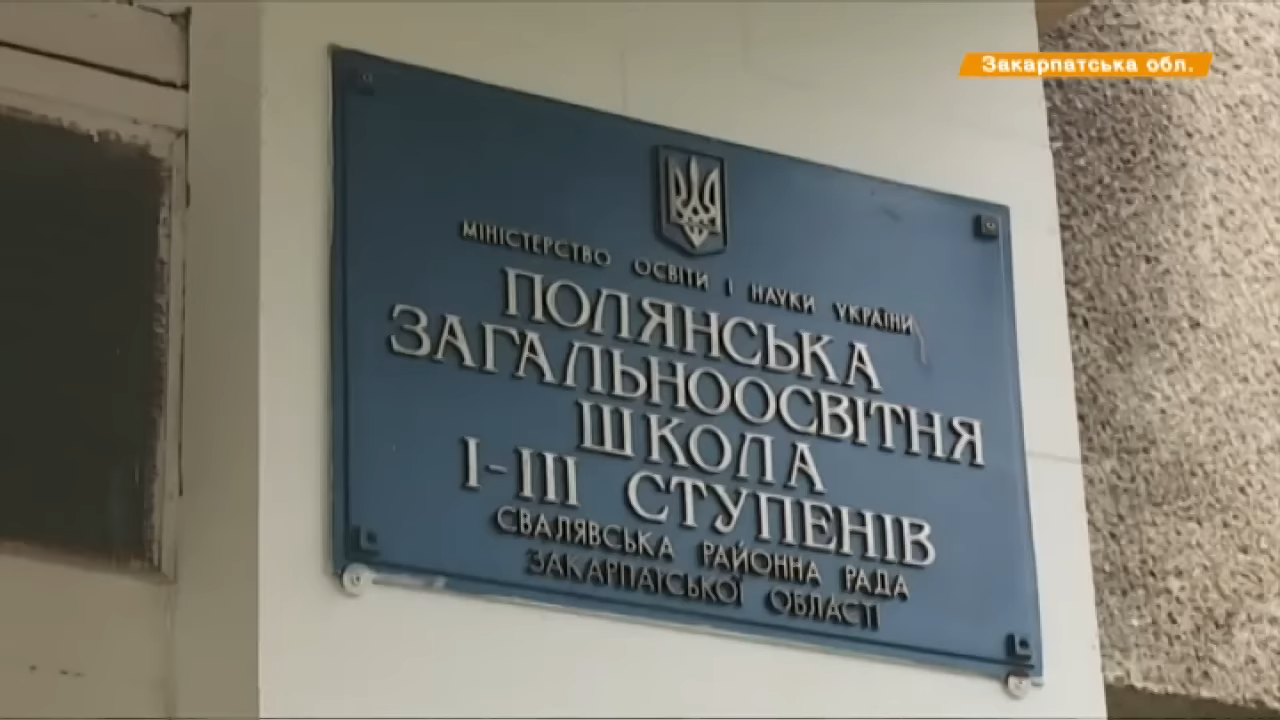 Закарпатська обл.
МІНІСТЕРСТВО ОСВІТИ І НАУКИ УКРАЇНИ
ПОЛЯНСЬКА
ЗАГАЛЬНООСВІТНЯ
ШКОЛА
І-ІІІ СТУПЕНІВ
СВАЛЯВСЬКА РАЙОННА РАДА
ЗАКАРПАТСЬКОЇ ОБЛАСТІ